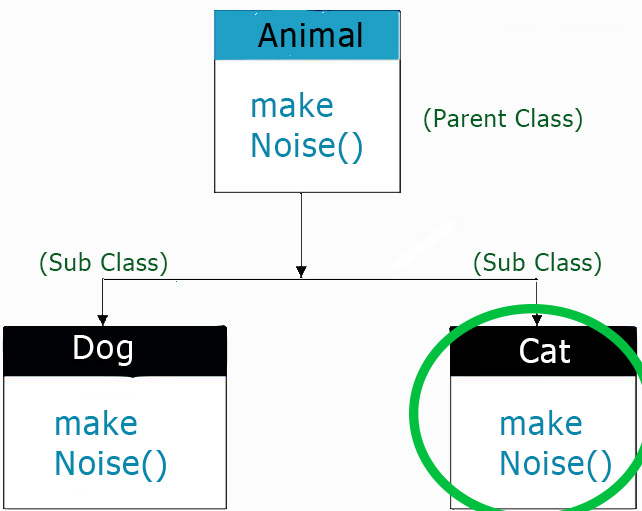 Animal
make
Noise()
(Parent Class)
(Sub Class)
(Sub Class)
Dog
make
Noise()
Cat
make
Noise()